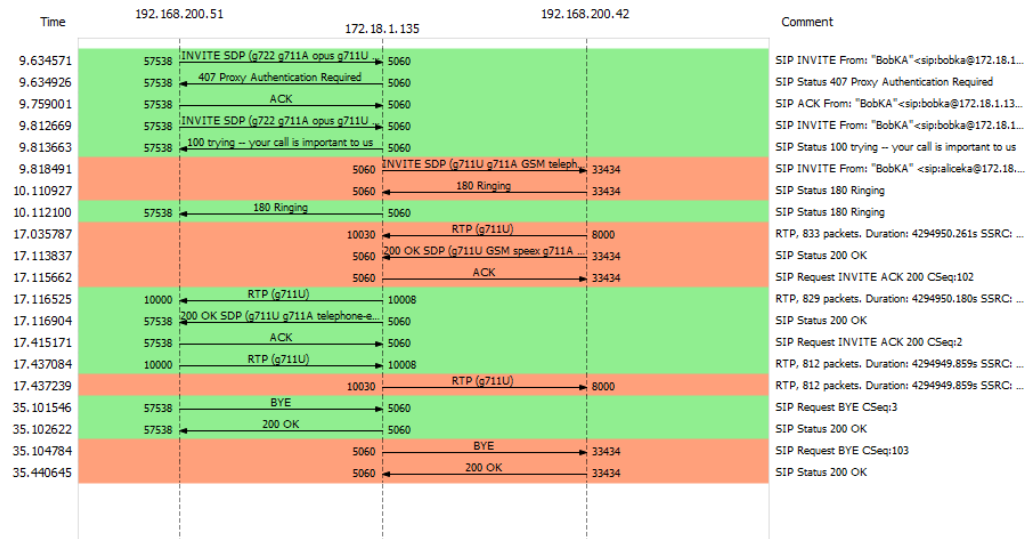 Time 192.168.200.51 172.18.1.135 192.168.200.42 Comment
9.634571 57538 INVITE SDP (g722 g711A opus g711U ... 5060 SIP INVITE From: "BobKA"<sip:bobka@172.18.1...
9.634926 57538 407 Proxy Authentication Required 5060 SIP Status 407 Proxy Authentication Required
9.759001 57538 ACK 5060 SIP ACK From: "BobKA"<sip:bobka@172.18.1.13...
9.812669 57538 INVITE SDP (g722 g711A opus g711U ... 5060 SIP INVITE From: "BobKA"<sip:bobka@172.18.1...
9.813663 57538 100 trying -- your call is important to us 5060 SIP Status 100 trying -- your call is important to us
9.818491 5060 INVITE SDP (g711U g711A GSM teleph... 33434 SIP INVITE From: "BobKA" <sip:aliceka@172.18....
10.110927 5060 180 Ringing 33434 SIP Status 180 Ringing
10.112100 57538 180 Ringing 5060 SIP Status 180 Ringing
17.035787 10030 RTP (g711U) 8000 RTP, 833 packets. Duration: 4294950.261s SSRC: ...
17.113837 5060 200 OK SDP (g711U GSM speex g711A ... 33434 SIP Status 200 OK
17.115662 5060 ACK 33434 SIP Request INVITE ACK 200 CSeq:102
17.116525 10000 RTP (g711U) 10008 RTP, 829 packets. Duration: 4294950.180s SSRC: ...
17.116904 57538 200 OK SDP (g711U g711A telephone-e... 5060 SIP Status 200 OK
17.415171 57538 ACK 5060 SIP Request INVITE ACK 200 CSeq:2
17.437084 10000 RTP (g711U) 10008 RTP, 812 packets. Duration: 4294949.859s SSRC: ...
17.437239 10030 RTP (g711U) 8000 RTP, 812 packets. Duration: 4294949.859s SSRC: ...
35.101546 57538 BYE 5060 SIP Request BYE CSeq:3
35.102622 57538 200 OK 5060 SIP Status 200 OK
35.104784 5060 BYE 33434 SIP Request BYE CSeq:103
35.440645 5060 200 OK 33434 SIP Status 200 OK